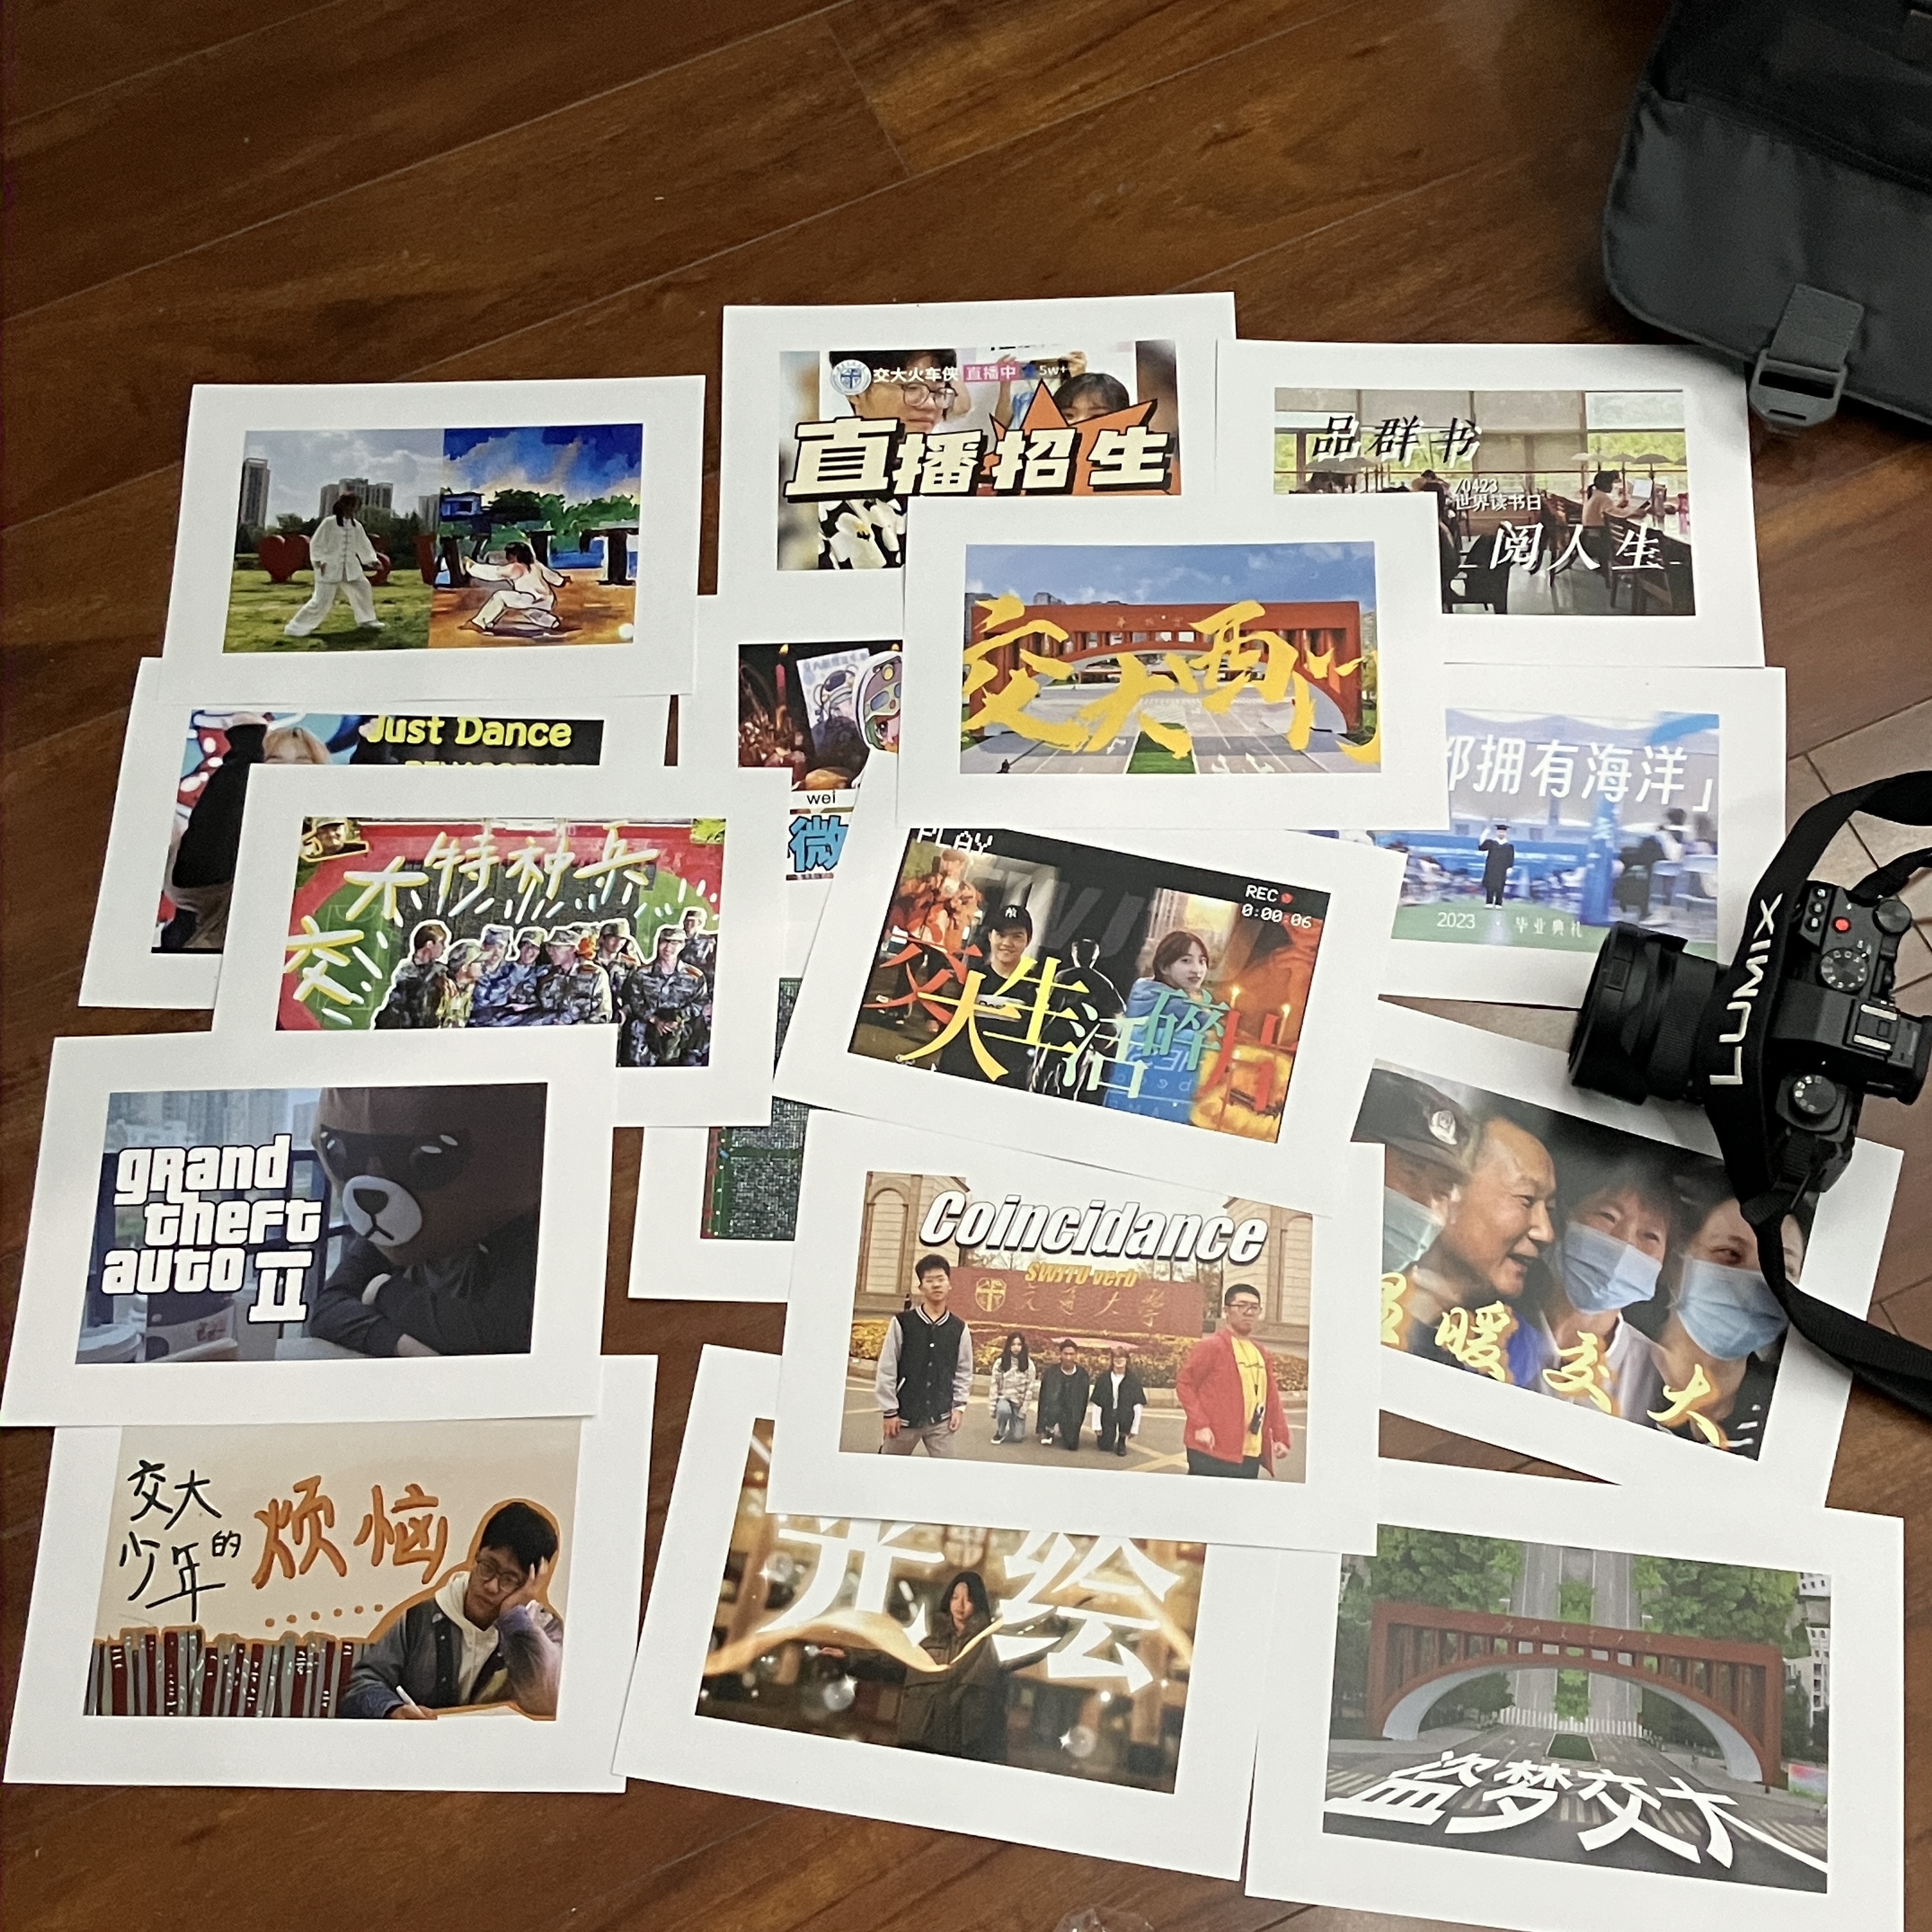 交大火车侠 直播中 5w+
直播招生
品群书
/0423
世界读书日
阅人生
交大西门
Just Dance
wei
微
都拥有海洋」
2023 毕业典礼
交大特种兵
PLAY
REC
0:00:06
交大生活碎片
grand
theft
auto II
Coincidance
SWJTU verD
交通大学
温暖交大
交大
少年的
烦恼
......
光绘
盗梦交大
LUMIX